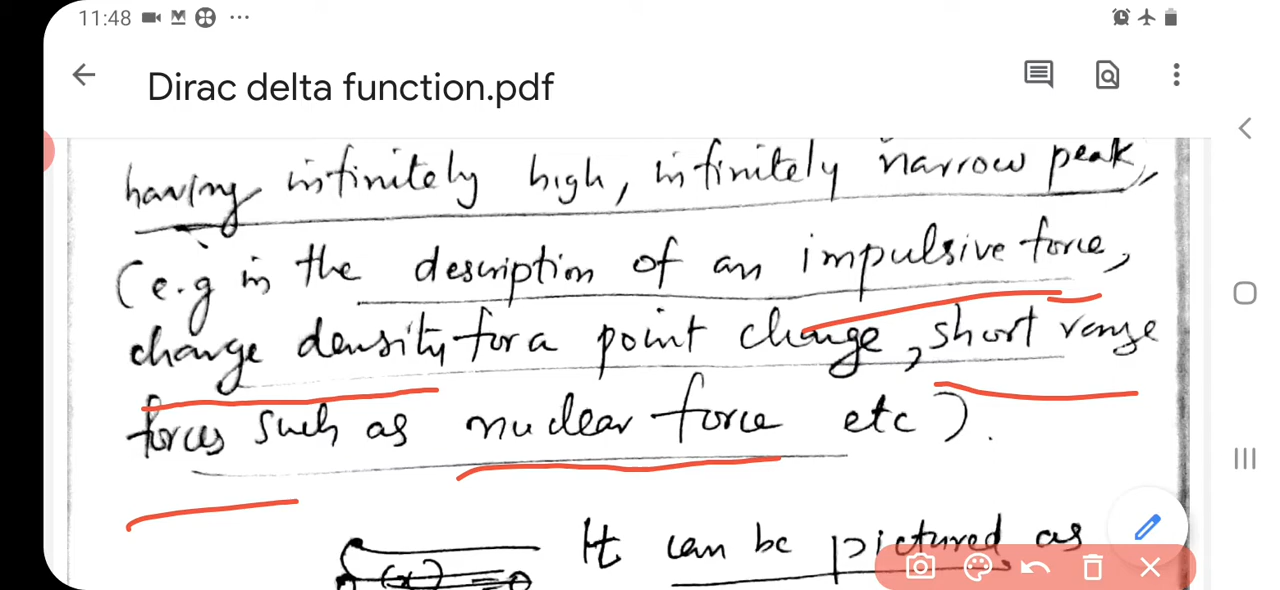 11:48
Dirac delta function.pdf
having infinitely high, infinitely narrow peak,
(e.g in the description of an impulsive force,
charge density for a point charge, short range
forces such as nuclear force etc).
It can be pictured as